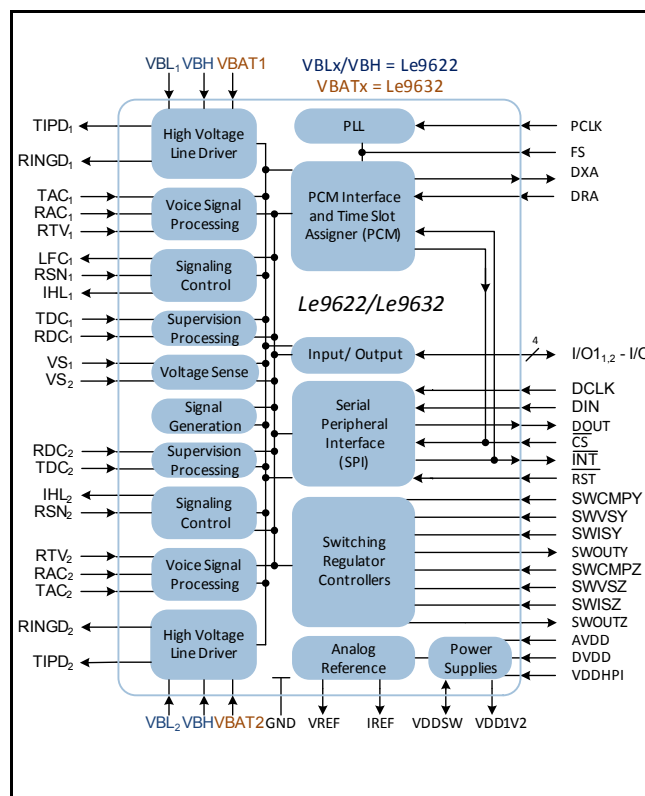 VBL₁ VBH VBAT1
VBLx/VBH = Le9622
VBATx = Le9632
TIPD₁
RINGD₁
High Voltage
Line Driver
PLL
PCLK
FS
DXA
DRA
TAC₁
RAC₁
RTV₁
Voice Signal
Processing
PCM Interface
and Time Slot
Assigner (PCM)
LFC₁
RSN₁
IHL₁
Signaling
Control
Le9622/Le9632
TDC₁
RDC₁
Supervision
Processing
Input/ Output
4
I/O1₁,₂ - I/O
VS₁
VS₂
Voltage Sense
Signal
Generation
Serial
Peripheral
Interface
(SPI)
DCLK
DIN
DOUT
CS
INT
RST
RDC₂
TDC₂
Supervision
Processing
IHL₂
RSN₂
Signaling
Control
Switching
Regulator
Controllers
SWCMPY
SWVSY
SWISY
SWOUTY
SWCMPZ
SWVSZ
SWISZ
SWOUTZ
RTV₂
RAC₂
TAC₂
Voice Signal
Processing
RINGD₂
TIPD₂
High Voltage
Line Driver
Analog
Reference
Power
Supplies
AVDD
DVDD
VDDHPI
VBL₂ VBH VBAT2 GND VREF IREF VDDSW VDD1V2